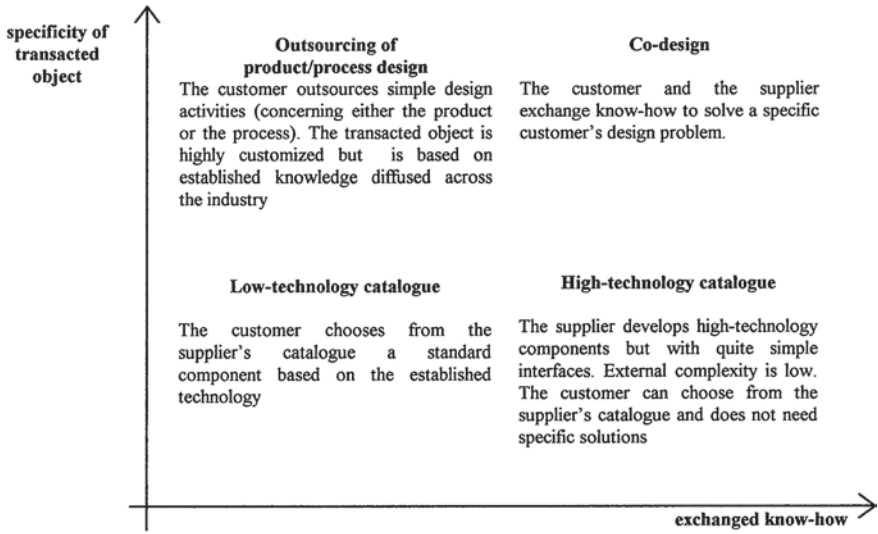 specificity of
transacted
object
Outsourcing of
product/process design
The customer outsources simple design
activities (concerning either the product
or the process). The transacted object is
highly customized but is based on
established knowledge diffused across
the industry
Co-design
The customer and the supplier
exchange know-how to solve a specific
customer's design problem.
Low-technology catalogue
The customer chooses from the
supplier's catalogue a standard
component based on the established
technology
High-technology catalogue
The supplier develops high-technology
components but with quite simple
interfaces. External complexity is low.
The customer can choose from the
supplier's catalogue and does not need
specific solutions
exchanged know-how